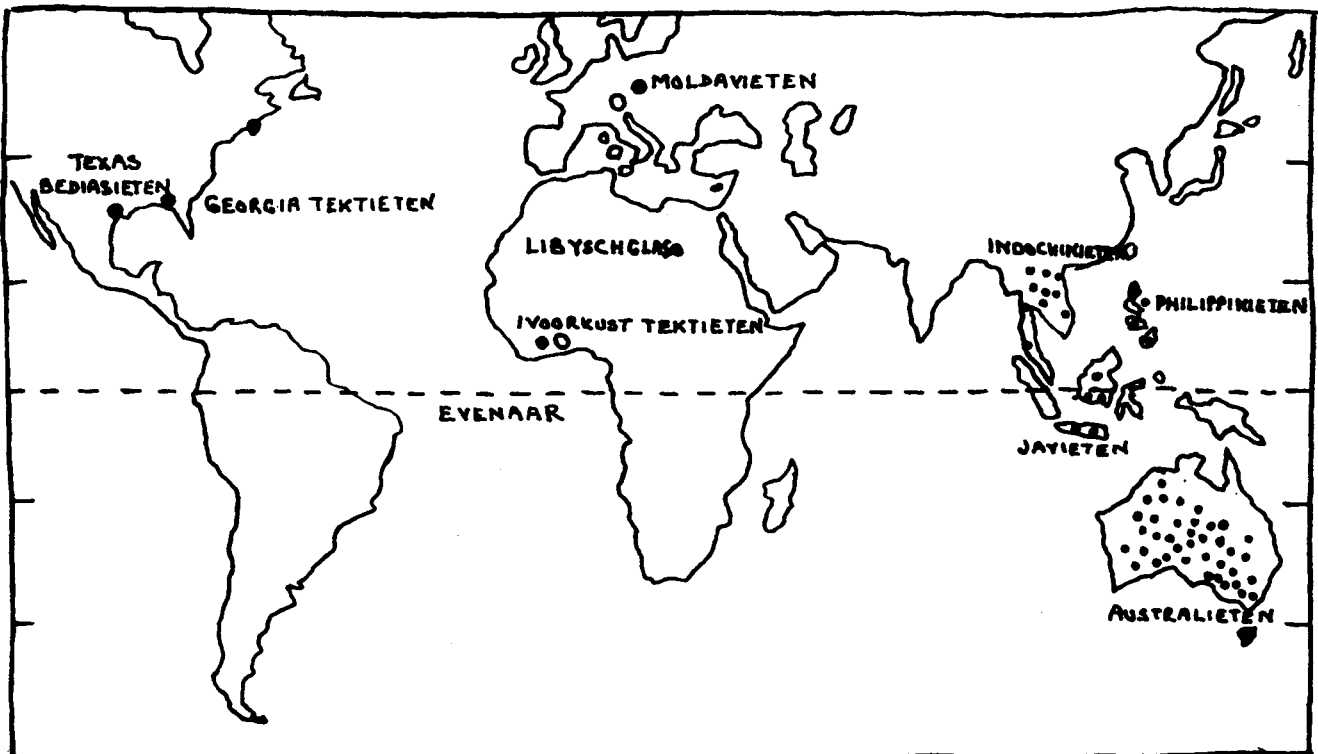 MOLDAVIETEN
TEXAS
BEDIASIETEN
GEORGIA TEKTIETEN
LIBYSCHGLAS
INDOCHINIETEN
PHILIPPINIETEN
IVOORKUST TEKTIETEN
EVENAAR
JAVIETEN
AUSTRALIETEN